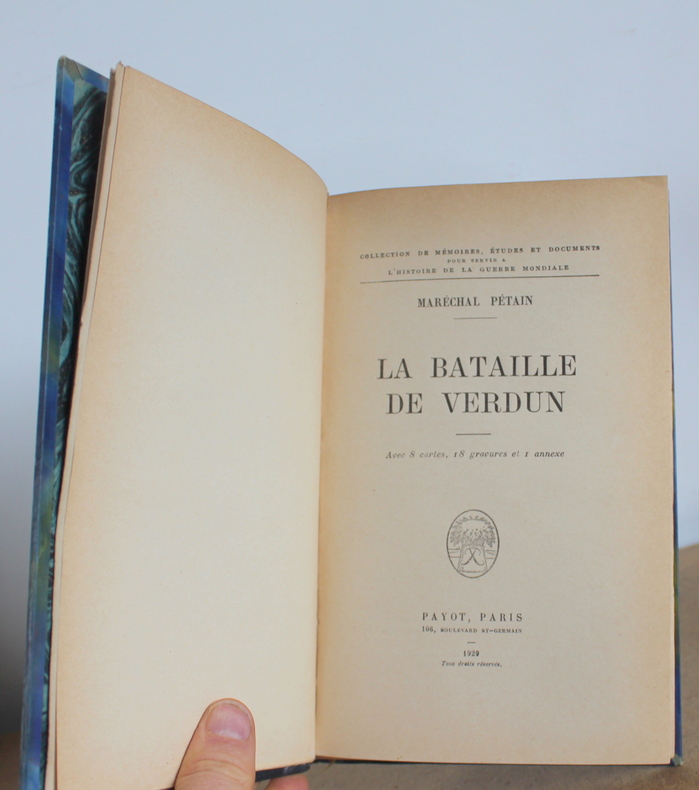 COLLECTION DE MÉMOIRES, ÉTUDES ET DOCUMENTS
POUR SERVIR A
L'HISTOIRE DE LA GUERRE MONDIALE
MARÉCHAL PÉTAIN
LA BATAILLE
DE VERDUN
Avec 8 cartes, 18 gravures et 1 annexe
PAYOT, PARIS
106, BOULEVARD ST-GERMAIN
1929
Tous droits réservés.